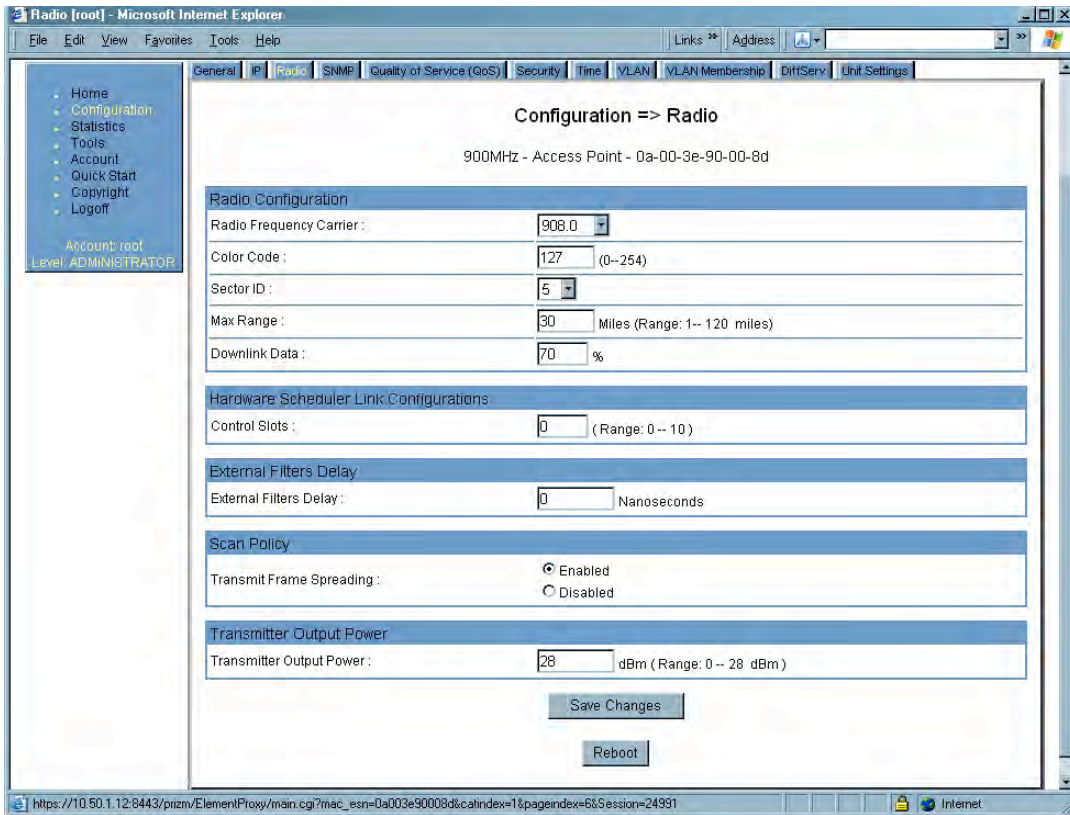 Radio [root] - Microsoft Internet Explorer
File Edit View Favorites Tools Help Links » Address »
General IP Radio SNMP Quality of Service (QoS) Security Time VLAN VLAN Membership DiffServ Unit Settings
Home
Configuration
Statistics
Tools
Account
Quick Start
Copyright
Logoff
Account: root
Level: ADMINISTRATOR
Configuration => Radio
900MHz - Access Point - 0a-00-3e-90-00-8d
Radio Configuration
Radio Frequency Carrier : 908.0
Color Code : 127 (0--254)
Sector ID : 5
Max Range : 30 Miles (Range: 1-- 120 miles)
Downlink Data : 70 %
Hardware Scheduler Link Configurations
Control Slots : 0 ( Range: 0 -- 10 )
External Filters Delay
External Filters Delay : 0 Nanoseconds
Scan Policy
Transmit Frame Spreading : Enabled
Disabled
Transmitter Output Power
Transmitter Output Power : 28 dBm ( Range: 0 -- 28 dBm )
Save Changes
Reboot
https://10.50.1.12:8443/prizm/ElementProxy/main.cgi?mac_esn=0a003e90008d&catindex=1&pageindex=6&Session=24991 Internet